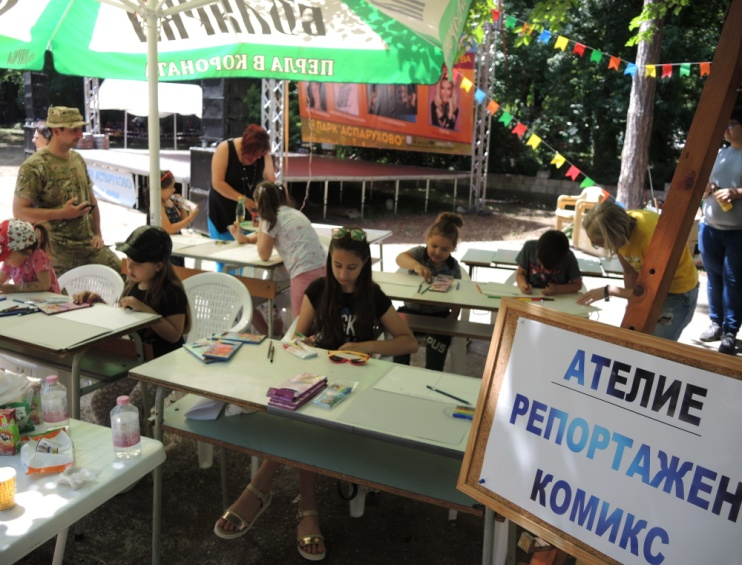 БОЛЯРКА
ПЕРЛА В КОРОНАТА
ПАРК "АСПАРУХОВО"
АТЕЛИЕ
РЕПОРТАЖЕН
КОМИКС